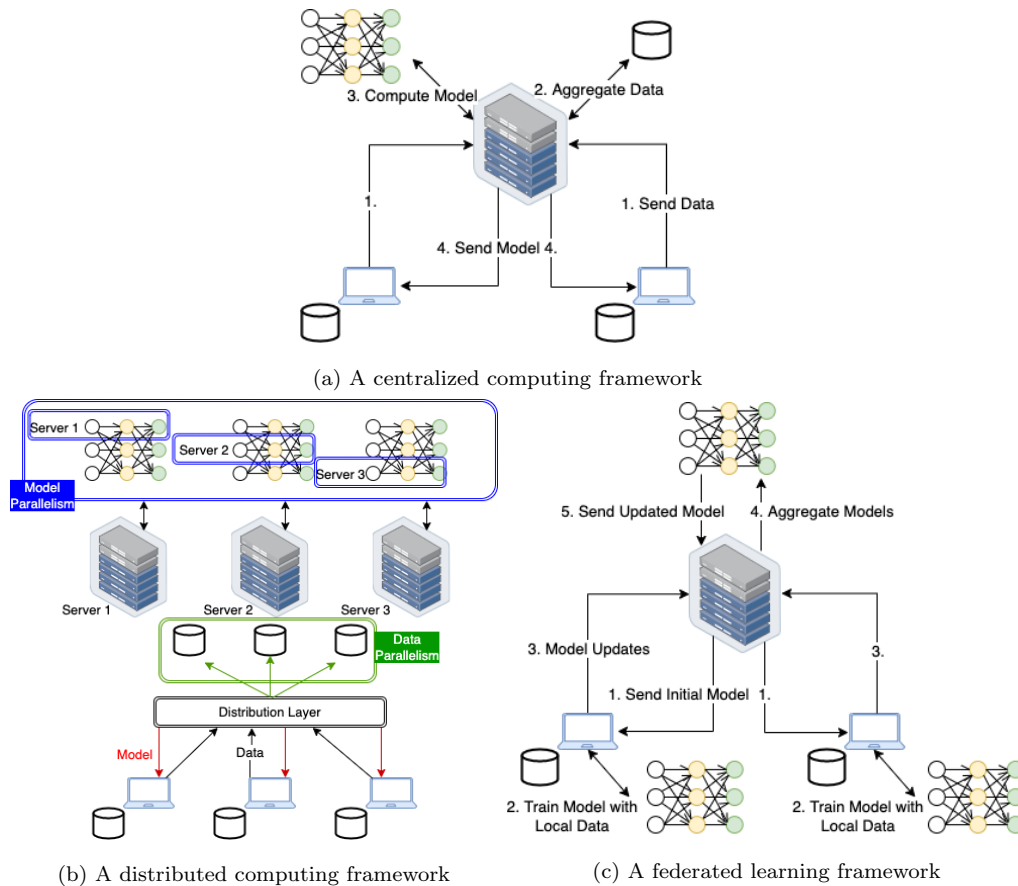 3. Compute Model
2. Aggregate Data
1.
1. Send Data
4. Send Model 4.
(a) A centralized computing framework
Server 1
Server 2
Server 3
Model
Parallelism
Server 1
Server 2
Server 3
Data
Parallelism
Distribution Layer
Model
Data
(b) A distributed computing framework
5. Send Updated Model
4. Aggregate Models
3. Model Updates
3.
1. Send Initial Model 1.
2. Train Model with
Local Data
2. Train Model with
Local Data
(c) A federated learning framework